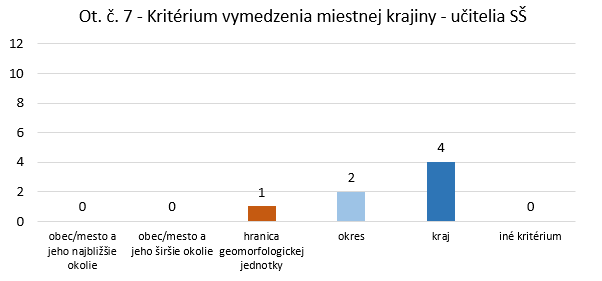 Ot. č. 7 - Kritérium vymedzenia miestnej krajiny - učitelia SŠ
12
10
8
6
4
2
0
0
0
1
2
4
0
obec/mesto a
jeho najbližšie
okolie
obec/mesto a
jeho širšie okolie
hranica
geomorfologickej
jednotky
okres
kraj
iné kritérium